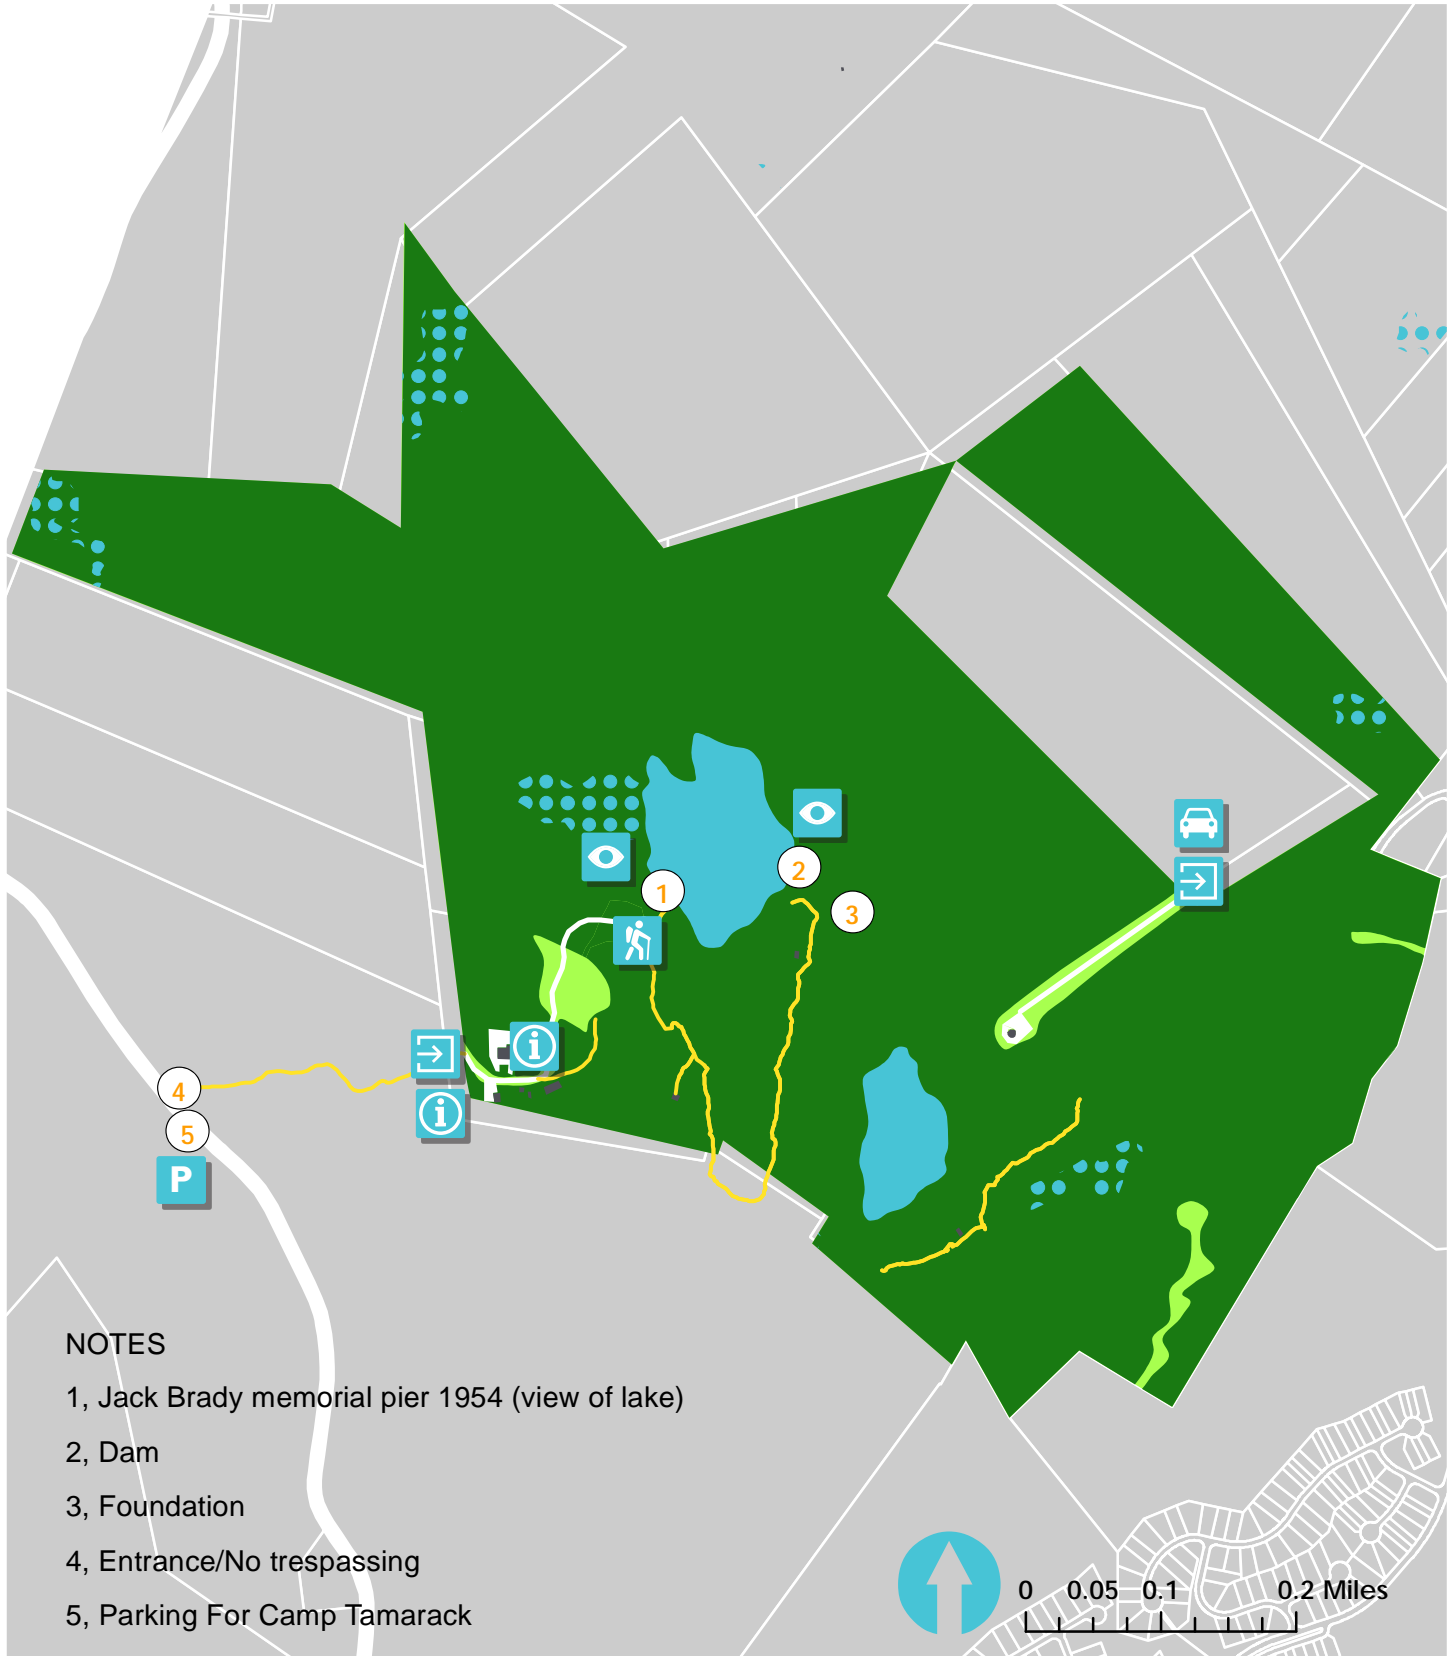 1
2
3
4
5
P
NOTES
1, Jack Brady memorial pier 1954 (view of lake)
2, Dam
3, Foundation
4, Entrance/No trespassing
5, Parking For Camp Tamarack
0 0.05 0.1 0.2 Miles